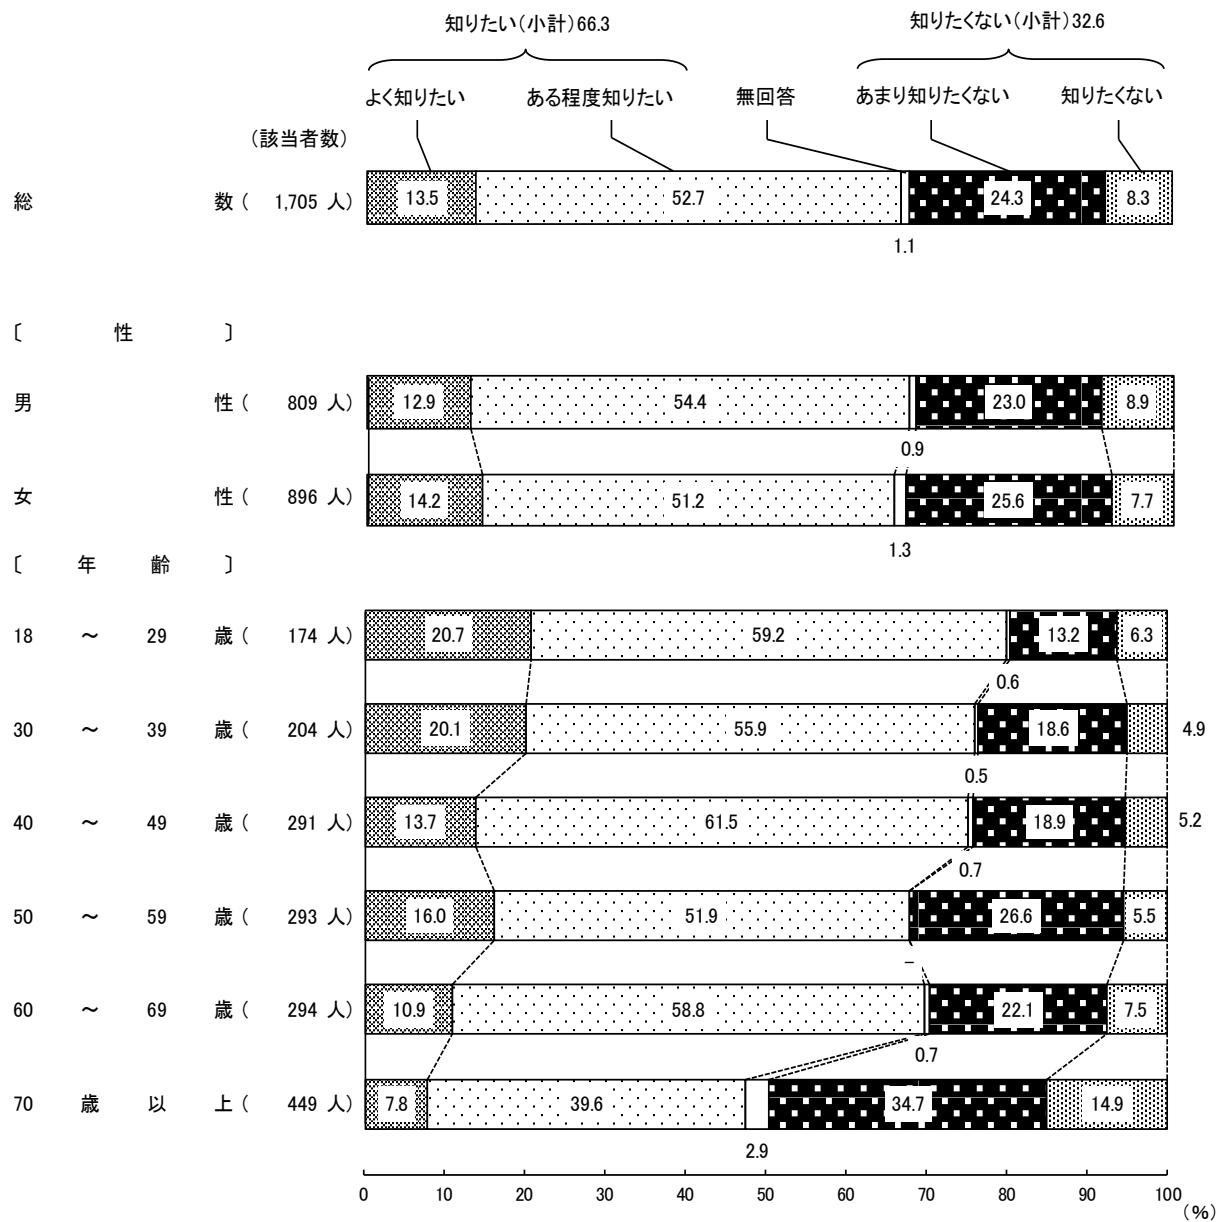 知りたい(小計)66.3 知りたくない(小計)32.6
よく知りたい ある程度知りたい 無回答 あまり知りたくない 知りたくない
(該当者数)
総 数( 1,705 人) 13.5 52.7 24.3 8.3
1.1
〔 性 〕
男 性( 809 人) 12.9 54.4 23.0 8.9
0.9
女 性( 896 人) 14.2 51.2 25.6 7.7
1.3
〔 年 齢 〕
18 ～ 29 歳( 174 人) 20.7 59.2 13.2 6.3
0.6
30 ～ 39 歳( 204 人) 20.1 55.9 18.6 4.9
0.5
40 ～ 49 歳( 291 人) 13.7 61.5 18.9 5.2
0.7
50 ～ 59 歳( 293 人) 16.0 51.9 26.6 5.5
－
60 ～ 69 歳( 294 人) 10.9 58.8 22.1 7.5
0.7
70 歳 以 上( 449 人) 7.8 39.6 34.7 14.9
2.9
0 10 20 30 40 50 60 70 80 90 100
(%)